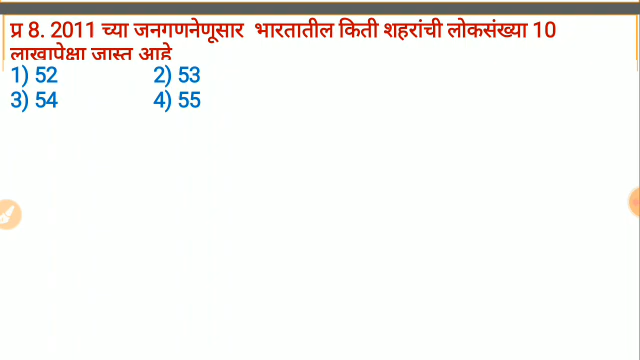 प्र 8. 2011 च्या जनगणनेणूसार भारतातील किती शहरांची लोकसंख्या 10
लाखापेक्षा जास्त आहे
1) 52 2) 53
3) 54 4) 55